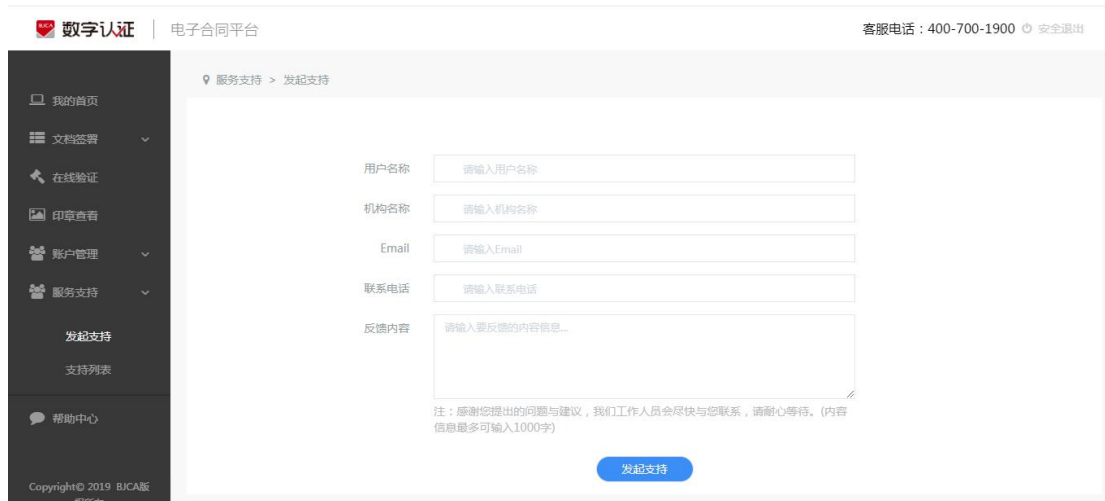 BJCA 数字认证 电子合同平台 客服电话：400-700-1900 安全退出
服务支持 > 发起支持
我的首页
文档签署
在线验证
印章查看
账户管理
服务支持
发起支持
支持列表
帮助中心
Copyright© 2019 BJCA版
用户名称 请输入用户名称
机构名称 请输入机构名称
Email 请输入Email
联系电话 请输入联系电话
反馈内容 请输入要反馈的内容信息...
注：感谢您提出的问题与建议，我们工作人员会尽快与您联系，请耐心等待。(内容
信息最多可输入1000字)
发起支持